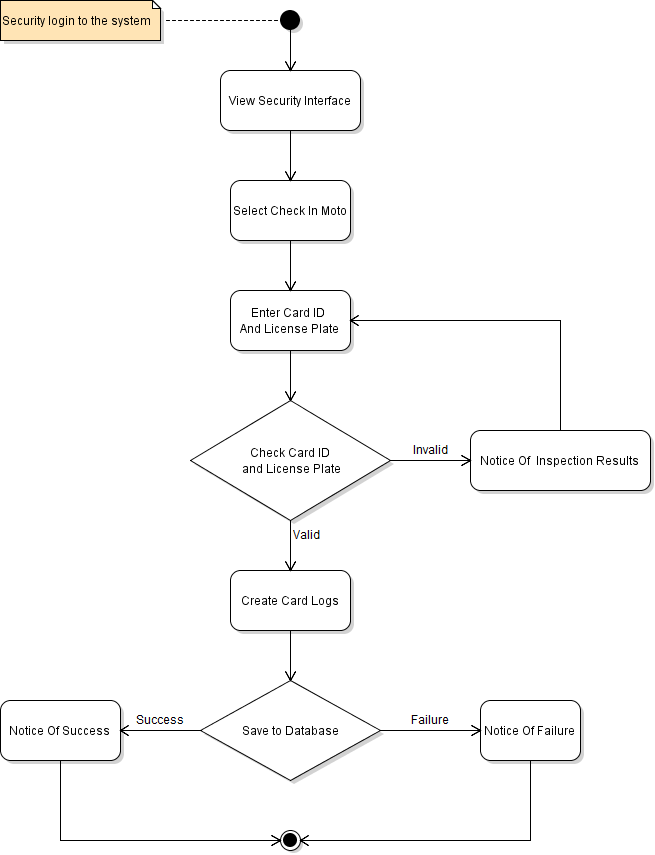 Security login to the system
View Security Interface
Select Check In Moto
Enter Card ID
And License Plate
Check Card ID
and License Plate
Invalid
Notice Of Inspection Results
Valid
Create Card Logs
Notice Of Success
Success
Save to Database
Failure
Notice Of Failure